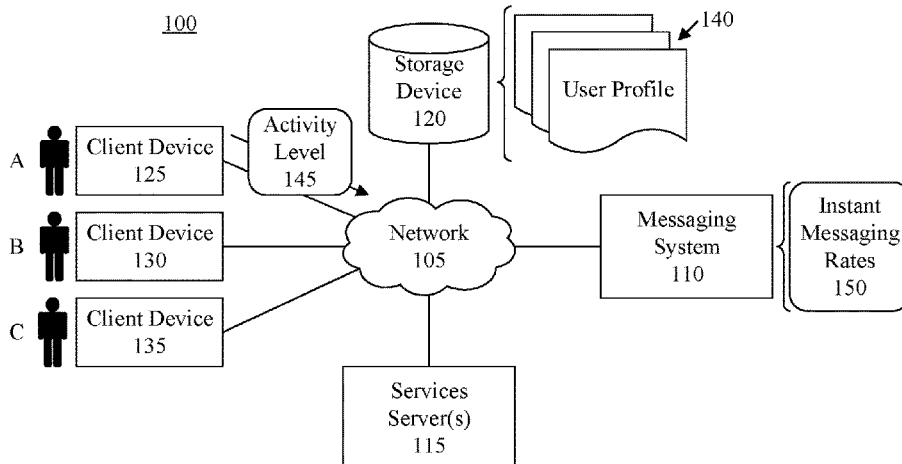 100
Storage
Device
120
140
User Profile
A
Client Device
125
Activity
Level
145
B
Client Device
130
C
Client Device
135
Network
105
Messaging
System
110
Instant
Messaging
Rates
150
Services
Server(s)
115